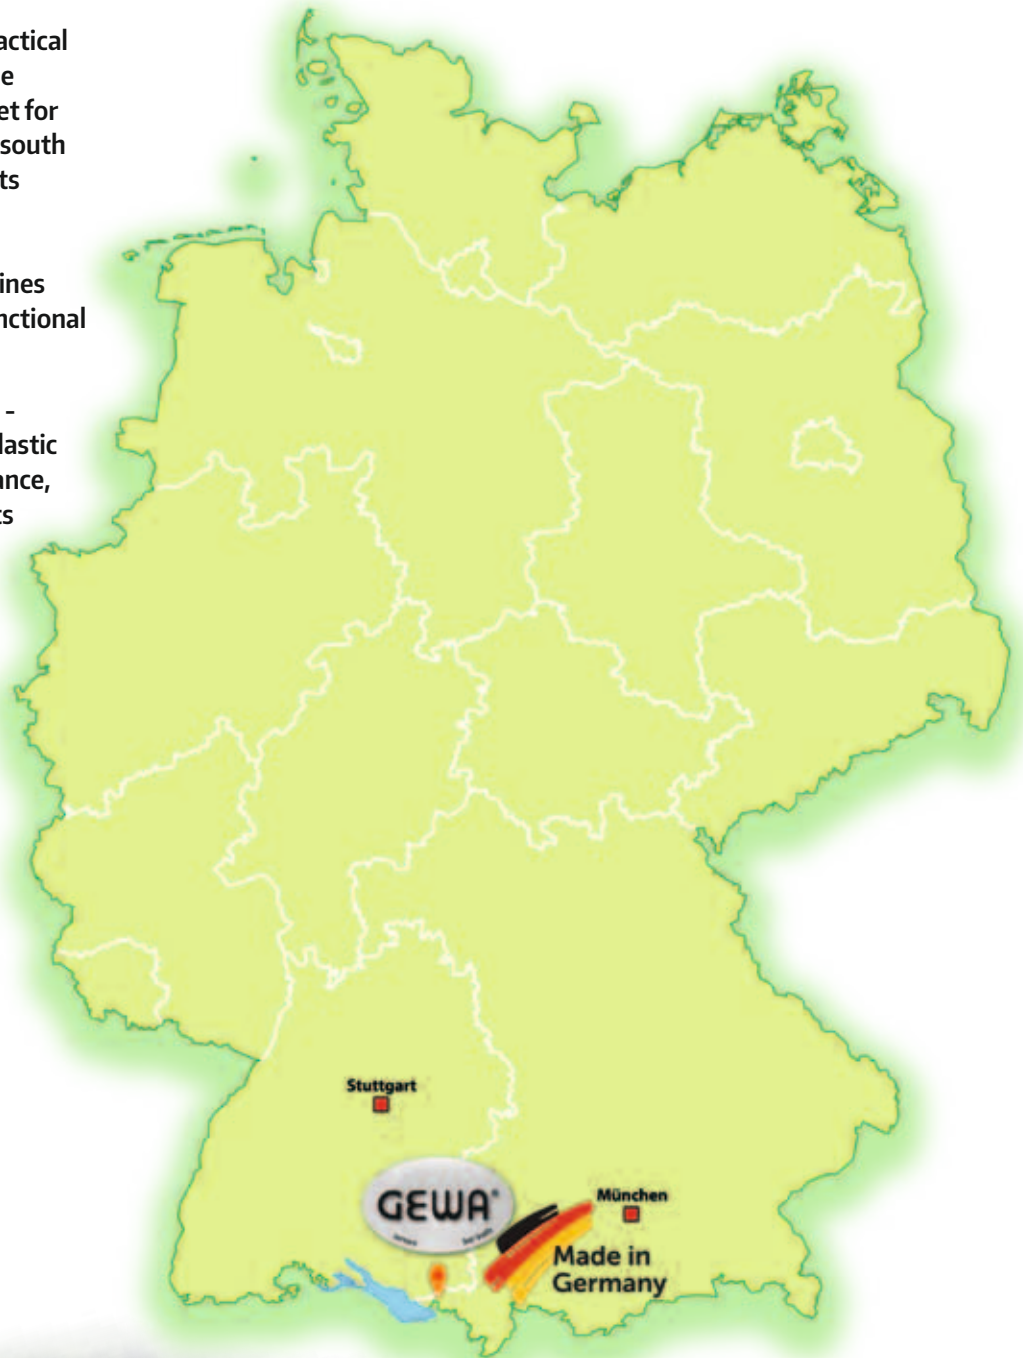 actical
e
et for
south
ts
ines
nctional
-
lastic
ance,
ts
Stuttgart
GEWA®
München
Made in
Germany